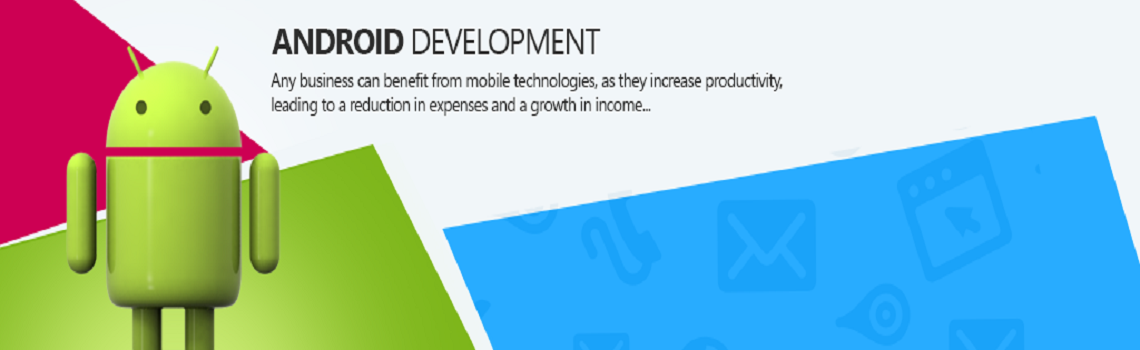 ANDROID DEVELOPMENT
Any business can benefit from mobile technologies, as they increase productivity,
leading to a reduction in expenses and a growth in income...